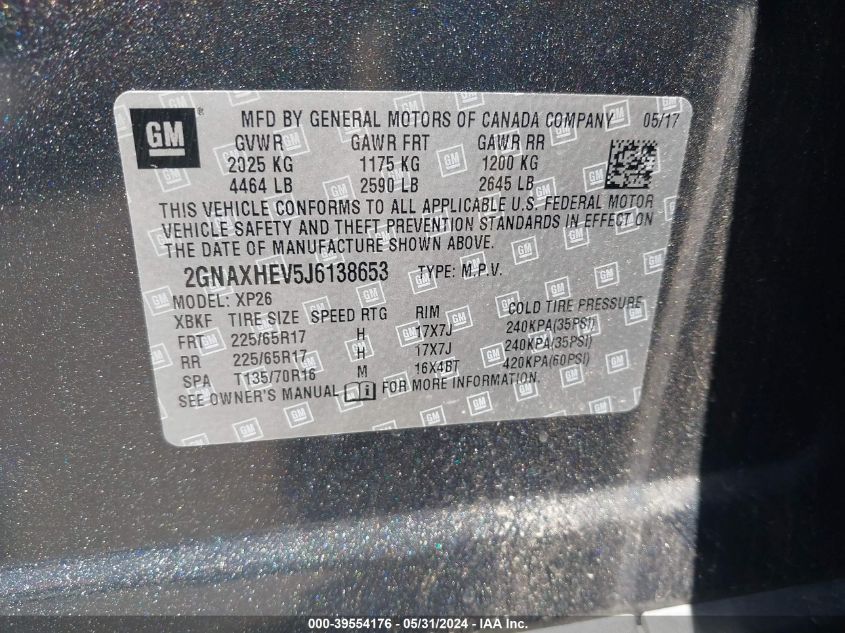 GM
MFD BY GENERAL MOTORS OF CANADA COMPANY 05/17
GVWR GAWR FRT GAWR RR
2025 KG 1175 KG 1200 KG
4464 LB 2590 LB 2645 LB
THIS VEHICLE CONFORMS TO ALL APPLICABLE U.S. FEDERAL MOTOR
VEHICLE SAFETY AND THEFT PREVENTION STANDARDS IN EFFECT ON
THE DATE OF MANUFACTURE SHOWN ABOVE.
2GNAXHEV5J6138653 TYPE: M.P.V.
MODEL: XP26
XBKF TIRE SIZE SPEED RTG RIM COLD TIRE PRESSURE
FRT 225/65R17 H 17X7J 240KPA(35PSI)
RR 225/65R17 H 17X7J 240KPA(35PSI)
SPA T135/70R16 M 16X4BT 420KPA(60PSI)
SEE OWNER'S MANUAL FOR MORE INFORMATION.
000-39554176 - 05/31/2024 - IAA Inc.